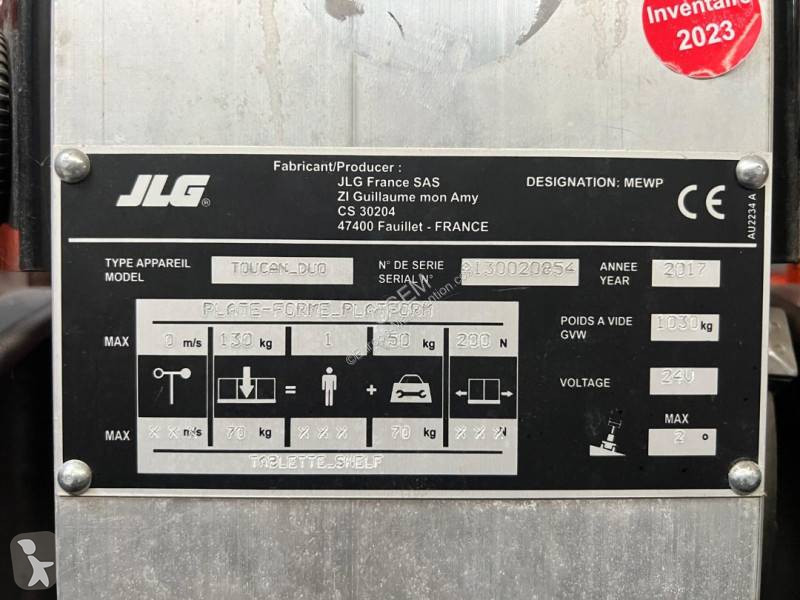 Inventaire
2023
JLG®
Fabricant/Producer :
JLG France SAS
ZI Guillaume mon Amy
CS 30204
47400 Fauillet - FRANCE
DESIGNATION: MEWP
CE
AU2234 A
TYPE APPAREIL
MODEL
TOUCAN_DUO
N° DE SERIE
SERIAL N°
A130020854
ANNEE
YEAR
2017
PLATE-FORME_PLATFORM
MAX 0 m/s 130 kg 1 50 kg 200 N
= +
MAX ××× m/s 70 kg ××× 70 kg ××× N
TABLETTE_SHELF
POIDS A VIDE
GVW
1030 kg
VOLTAGE
24V
MAX
2 °